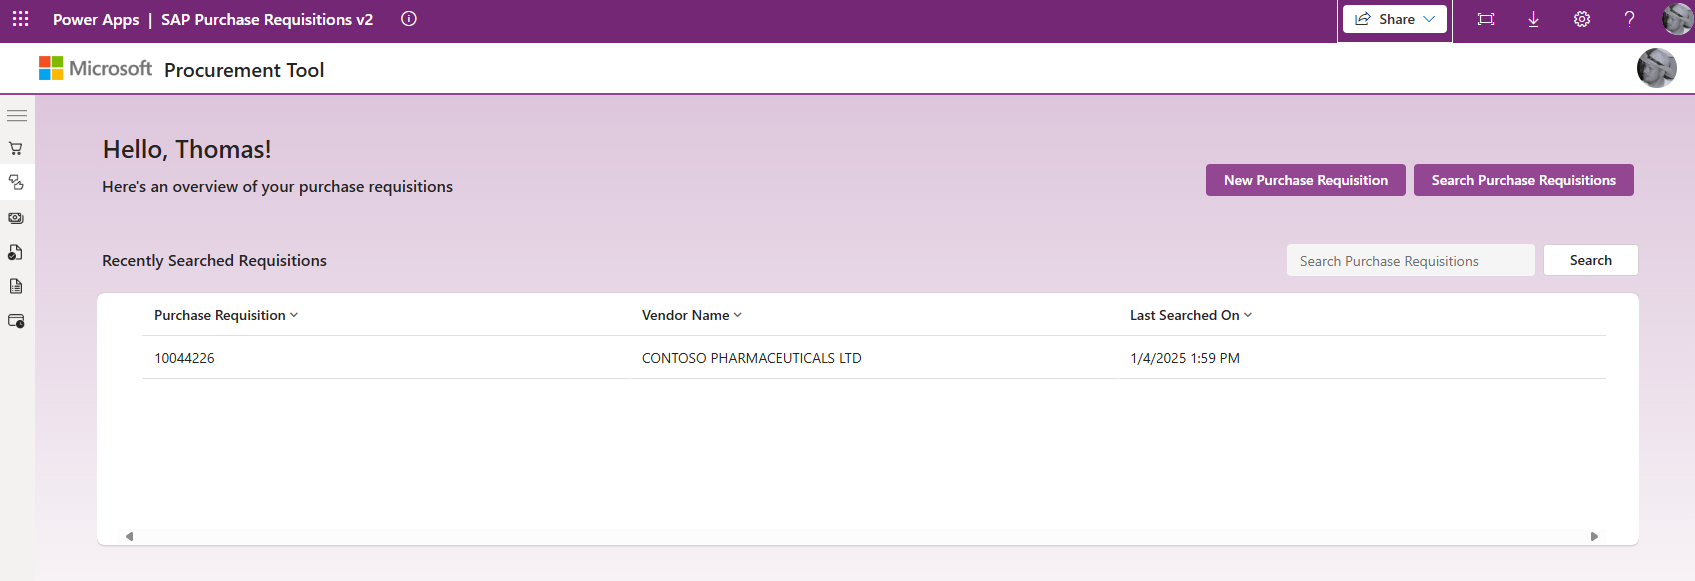 Power Apps | SAP Purchase Requisitions v2
Share
?
Microsoft Procurement Tool
Hello, Thomas!
Here's an overview of your purchase requisitions
New Purchase Requisition
Search Purchase Requisitions
Recently Searched Requisitions
Search Purchase Requisitions
Search
Purchase Requisition Vendor Name Last Searched On
10044226 CONTOSO PHARMACEUTICALS LTD 1/4/2025 1:59 PM